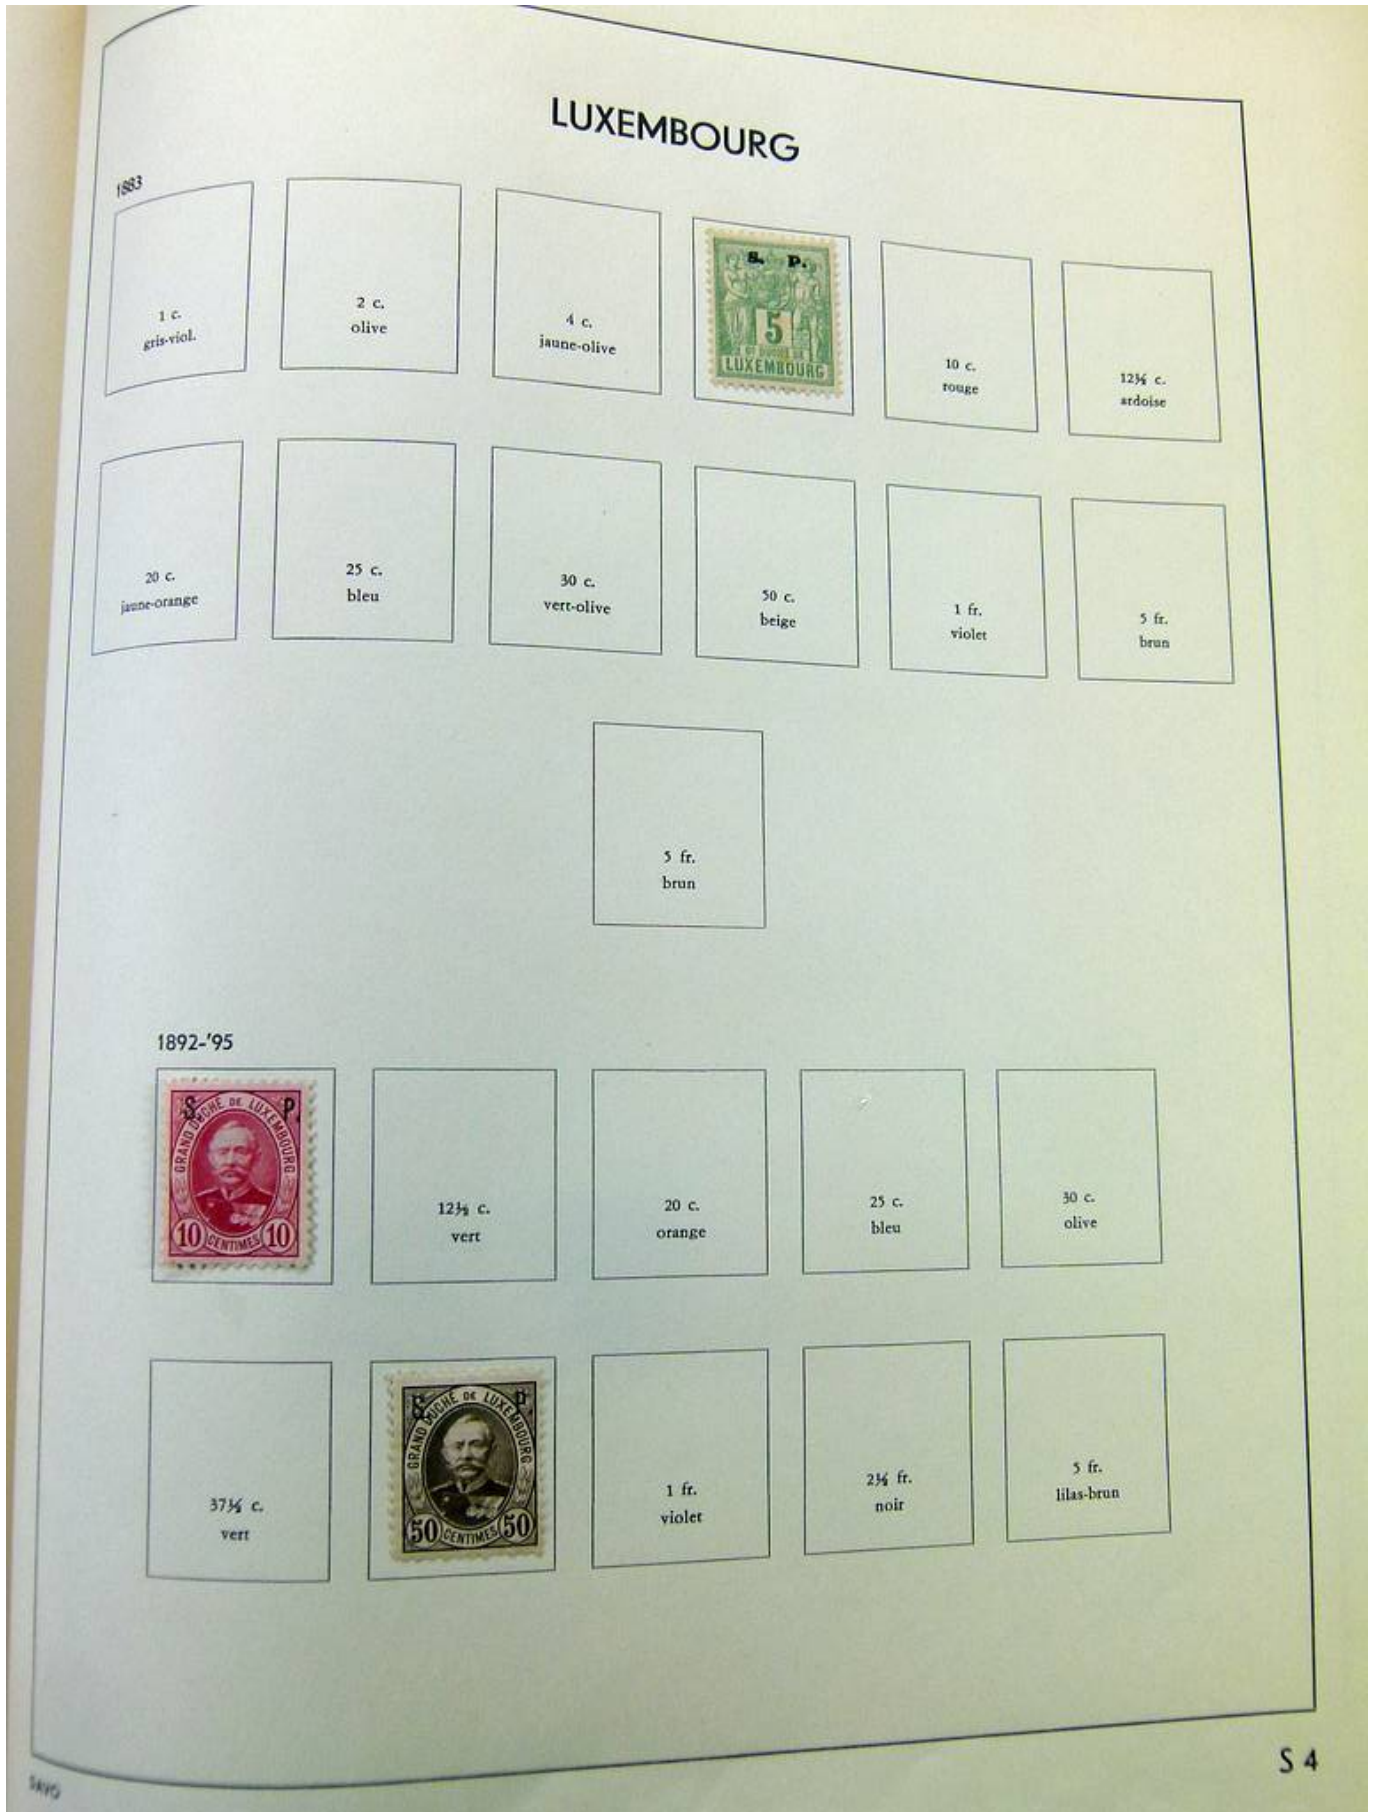 LUXEMBOURG
1883
1 c.
gris-viol.
2 c.
olive
4 c.
jaune-olive
S. P.
5
LUXEMBOURG
10 c.
rouge
12½ c.
ardoise
20 c.
jaune-orange
25 c.
bleu
30 c.
vert-olive
50 c.
beige
1 fr.
violet
5 fr.
brun
5 fr.
brun
1892-'95
S. P.
GRAND DUCHÉ DE LUXEMBOURG
10 CENTIMES 10
12½ c.
vert
20 c.
orange
25 c.
bleu
30 c.
olive
37½ c.
vert
S. P.
GRAND DUCHÉ DE LUXEMBOURG
50 CENTIMES 50
1 fr.
violet
2½ fr.
noir
5 fr.
lilas-brun
S 4